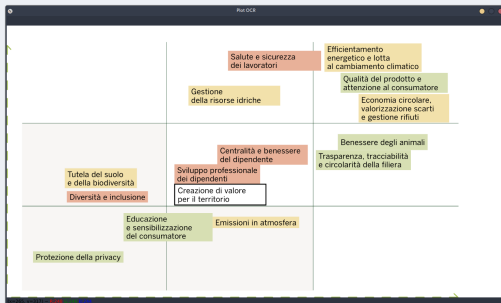 Plot OCR
Salute e sicurezza
dei lavoratori
Efficientamento
energetico e lotta
al cambiamento climatico
Qualità del prodotto e
attenzione al consumatore
Gestione
della risorse idriche
Economia circolare,
valorizzazione scarti
e gestione rifiuti
Benessere degli animali
Centralità e benessere
del dipendente
Trasparenza, tracciabilità
e circolarità della filiera
Tutela del suolo
e della biodiversità
Sviluppo professionale
dei dipendenti
Diversità e inclusione
Creazione di valore
per il territorio
Educazione
e sensibilizzazione
del consumatore
Emissioni in atmosfera
Protezione della privacy